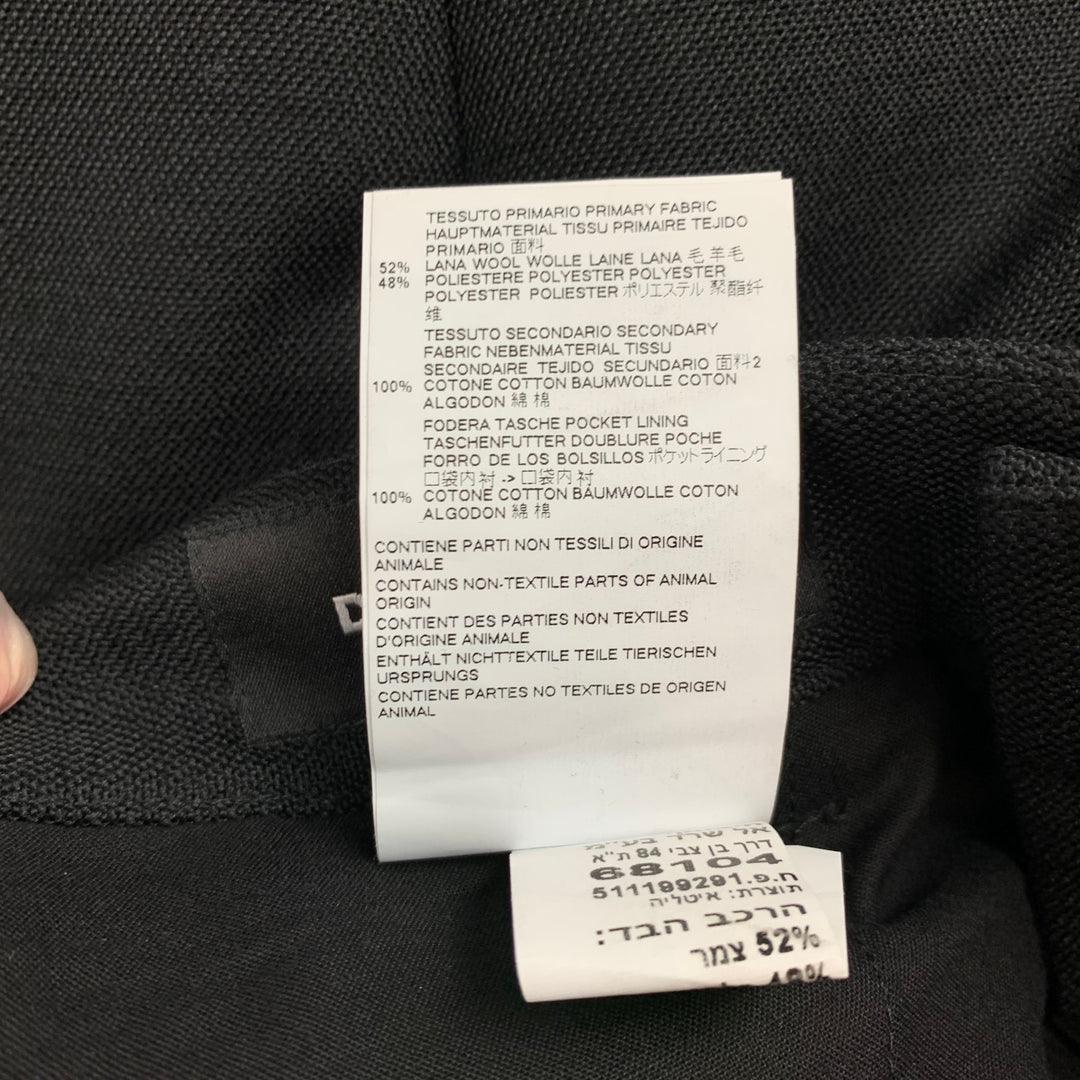 TESSUTO PRIMARIO PRIMARY FABRIC
HAUPTMATERIAL TISSU PRIMAIRE TEJIDO
PRIMARIO 面料
52% LANA WOOL WOLLE LAINE LANA 毛 羊毛
48% POLIESTERE POLYESTER POLYESTER
POLYESTER POLIESTER ポリエステル 聚酯纤
维
TESSUTO SECONDARIO SECONDARY
FABRIC NEBENMATERIAL TISSU
SECONDAIRE TEJIDO SECUNDARIO 面料2
100% COTONE COTTON BAUMWOLLE COTON
ALGODON 綿 棉
FODERA TASCHE POCKET LINING
TASCHENFUTTER DOUBLURE POCHE
FORRO DE LOS BOLSILLOS ポケットライニング
口袋内衬 -> 口袋内衬
100% COTONE COTTON BAUMWOLLE COTON
ALGODON 綿 棉
CONTIENE PARTI NON TESSILI DI ORIGINE
ANIMALE
CONTAINS NON-TEXTILE PARTS OF ANIMAL
ORIGIN
CONTIENT DES PARTIES NON TEXTILES
D'ORIGINE ANIMALE
ENTHÄLT NICHTTEXTILE TEILE TIERISCHEN
URSPRUNGS
CONTIENE PARTES NO TEXTILES DE ORIGEN
ANIMAL
D
אל שרד בע״מ
דרך בן צבי 84 ת"א
68104
ח.פ.511199291
תוצרת: איטליה
הרכב הבד:
52% צמר
48%